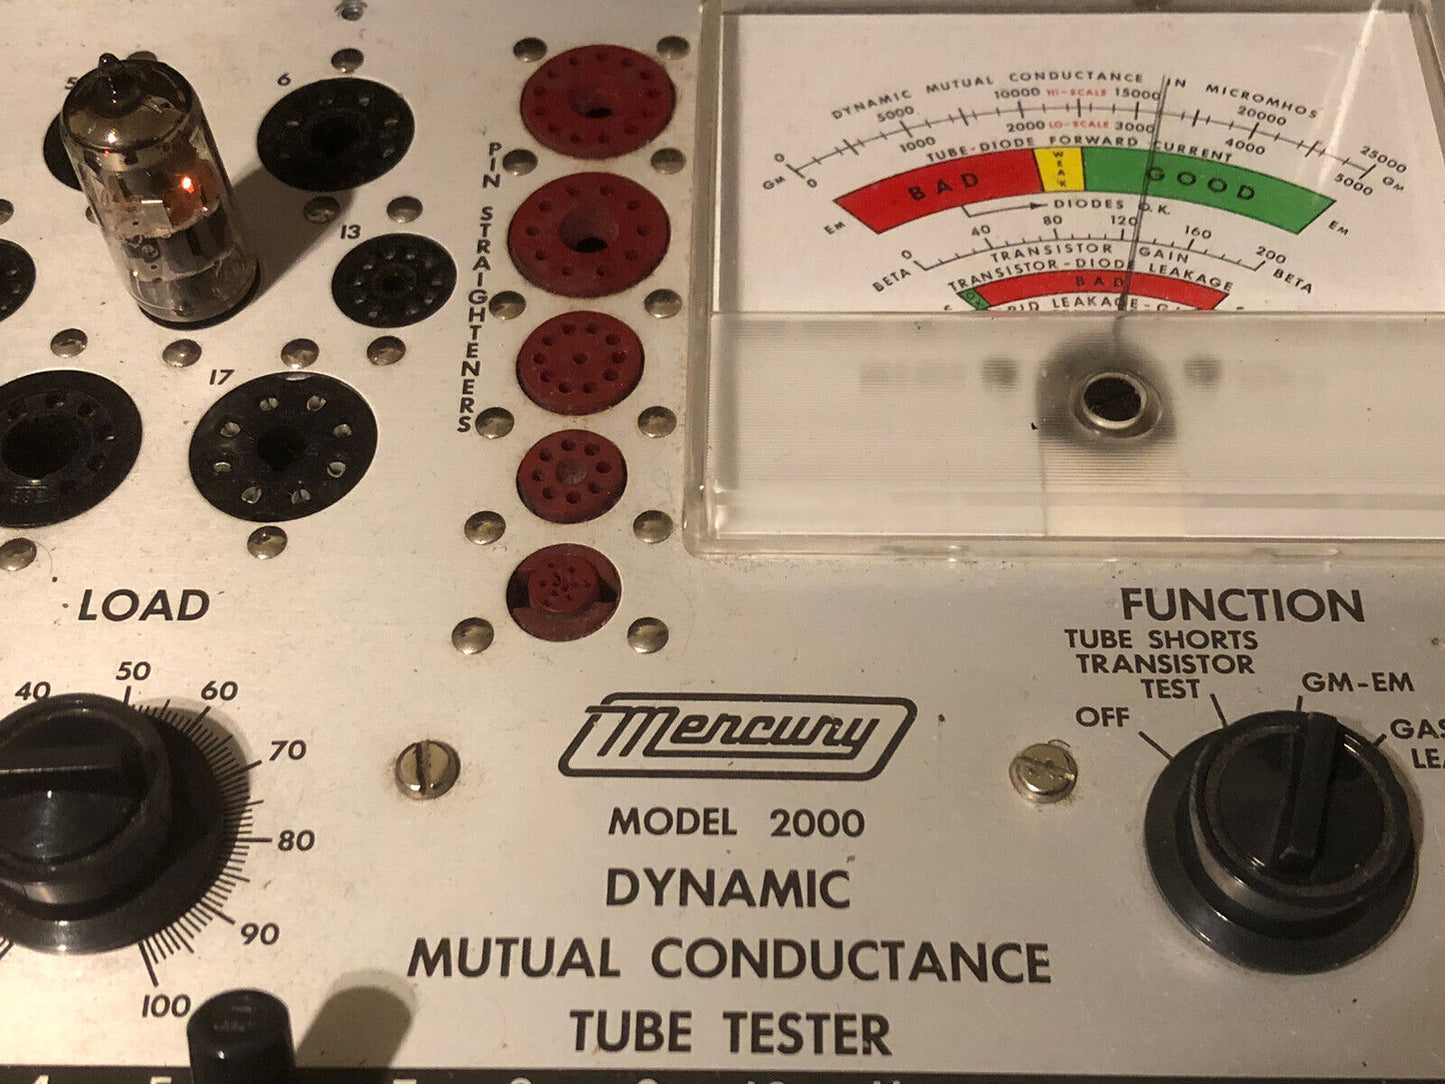 6
13
17
PIN STRAIGHTENERS
DYNAMIC MUTUAL CONDUCTANCE IN MICROMHOS
0 5000 10000 HI-SCALE 15000 20000 25000
GM 0 1000 2000 LO-SCALE 3000 4000 5000 GM
TUBE-DIODE FORWARD CURRENT
EM BAD WEAK GOOD EM
DIODES O.K.
0 40 80 120 160 200
BETA TRANSISTOR GAIN BETA
TRANSISTOR-DIODE LEAKAGE
BAD
LEAKAGE-
LOAD
40 50 60 70 80 90 100
FUNCTION
TUBE SHORTS
TRANSISTOR
TEST
OFF
GM-EM
GAS
Mercury
MODEL 2000
DYNAMIC
MUTUAL CONDUCTANCE
TUBE TESTER